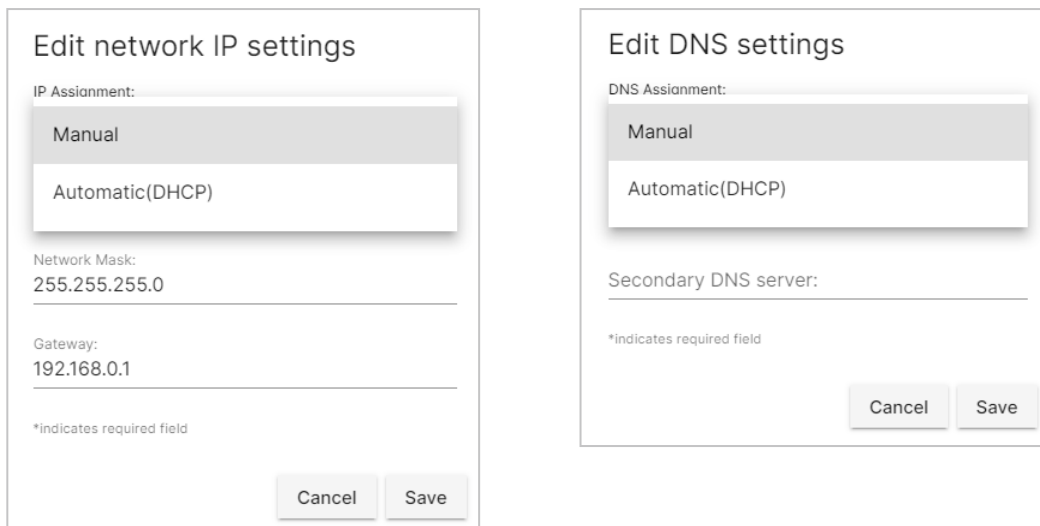 Edit network IP settings
IP Assignment:
Manual
Automatic(DHCP)
Network Mask:
255.255.255.0
Gateway:
192.168.0.1
*indicates required field
Cancel Save
Edit DNS settings
DNS Assignment:
Manual
Automatic(DHCP)
Secondary DNS server:
*indicates required field
Cancel Save